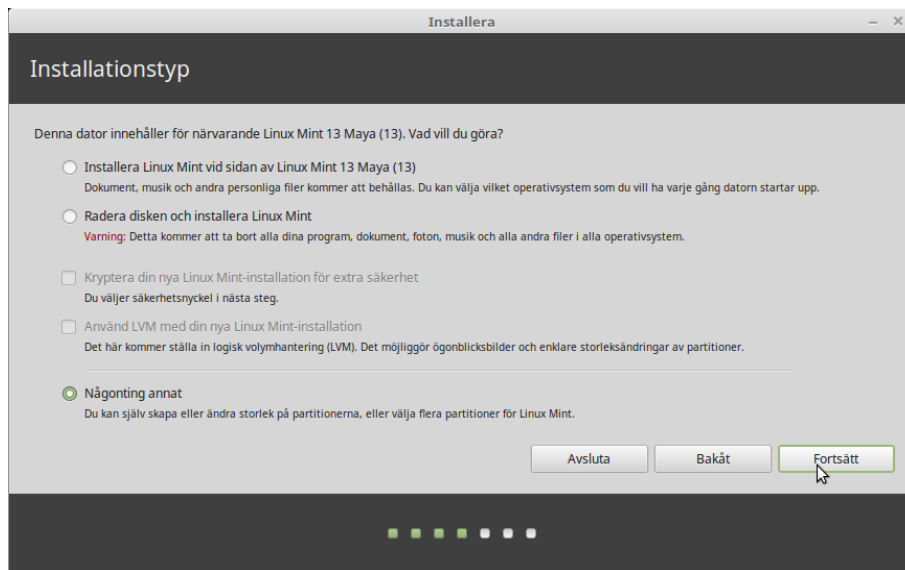 Installera
Installationstyp
Denna dator innehåller för närvarande Linux Mint 13 Maya (13). Vad vill du göra?
Installera Linux Mint vid sidan av Linux Mint 13 Maya (13)
Dokument, musik och andra personliga filer kommer att behållas. Du kan välja vilket operativsystem som du vill ha varje gång datorn startar upp.
Radera disken och installera Linux Mint
Varning: Detta kommer att ta bort alla dina program, dokument, foton, musik och alla andra filer i alla operativsystem.
Kryptera din nya Linux Mint-installation för extra säkerhet
Du väljer säkerhetsnyckel i nästa steg.
Använd LVM med din nya Linux Mint-installation
Det här kommer ställa in logisk volymhantering (LVM). Det möjliggör ögonblicksbilder och enklare storleksändringar av partitioner.
Någonting annat
Du kan själv skapa eller ändra storlek på partitionerna, eller välja flera partitioner för Linux Mint.
Avsluta Bakåt Fortsätt